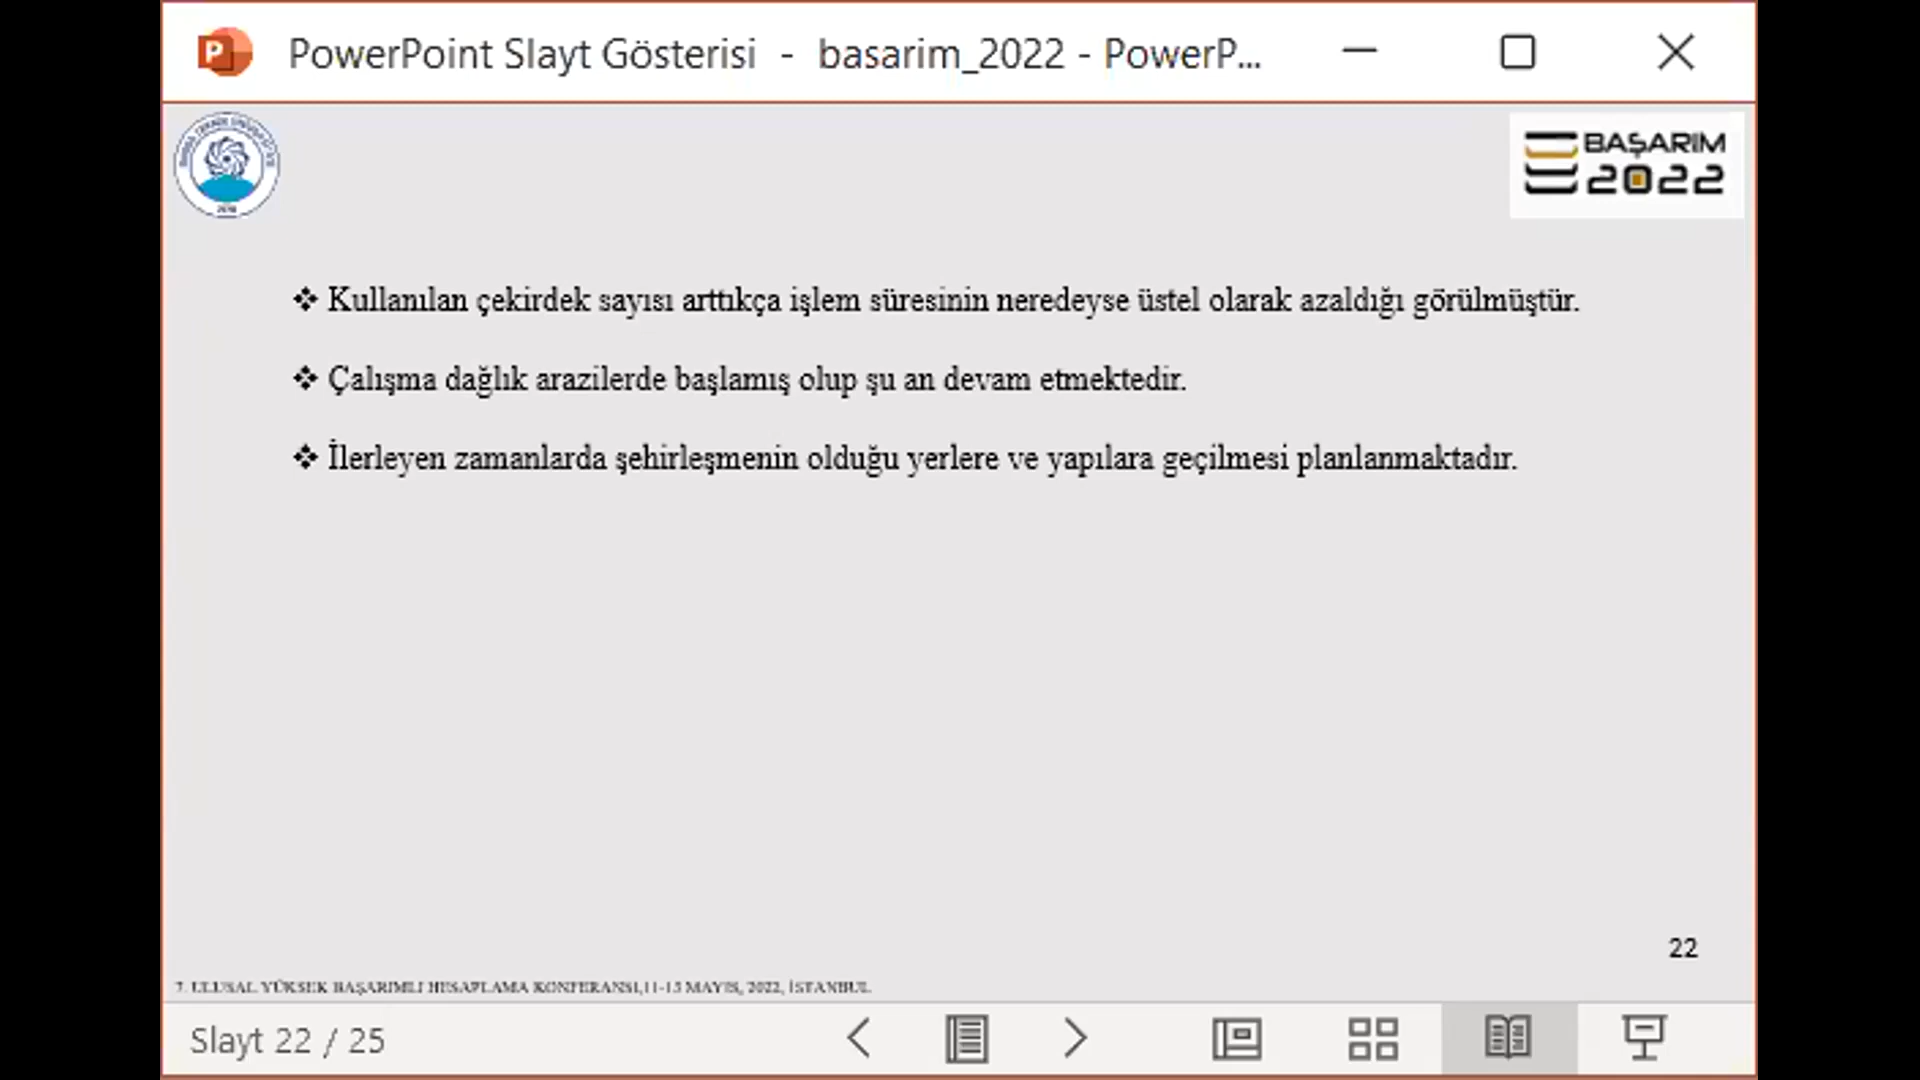 PowerPoint Slayt Gösterisi - basarim_2022 - PowerP...
BAŞARIM
2022
❖ Kullanılan çekirdek sayısı arttıkça işlem süresinin neredeyse üstel olarak azaldığı görülmüştür.
❖ Çalışma dağlık arazilerde başlamış olup şu an devam etmektedir.
❖ İlerleyen zamanlarda şehirleşmenin olduğu yerlere ve yapılara geçilmesi planlanmaktadır.
22
7. ULUSAL YÜKSEK BAŞARIMLI HESAPLAMA KONFERANSI, MAYIS, 2022, İSTANBUL
Slayt 22 / 25